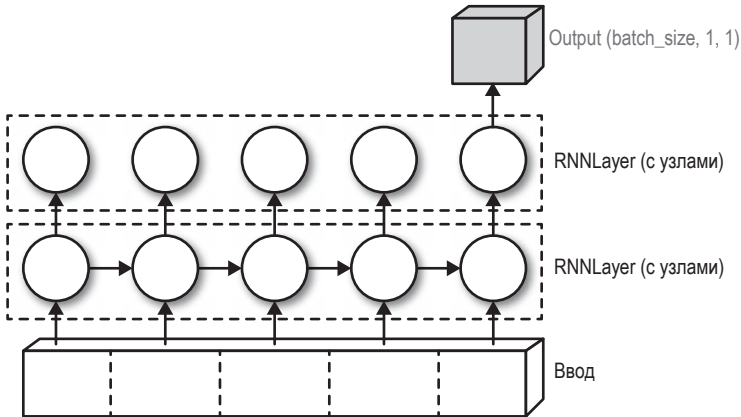 Output (batch_size, 1, 1)
RNNLayer (с узлами)
RNNLayer (с узлами)
Ввод